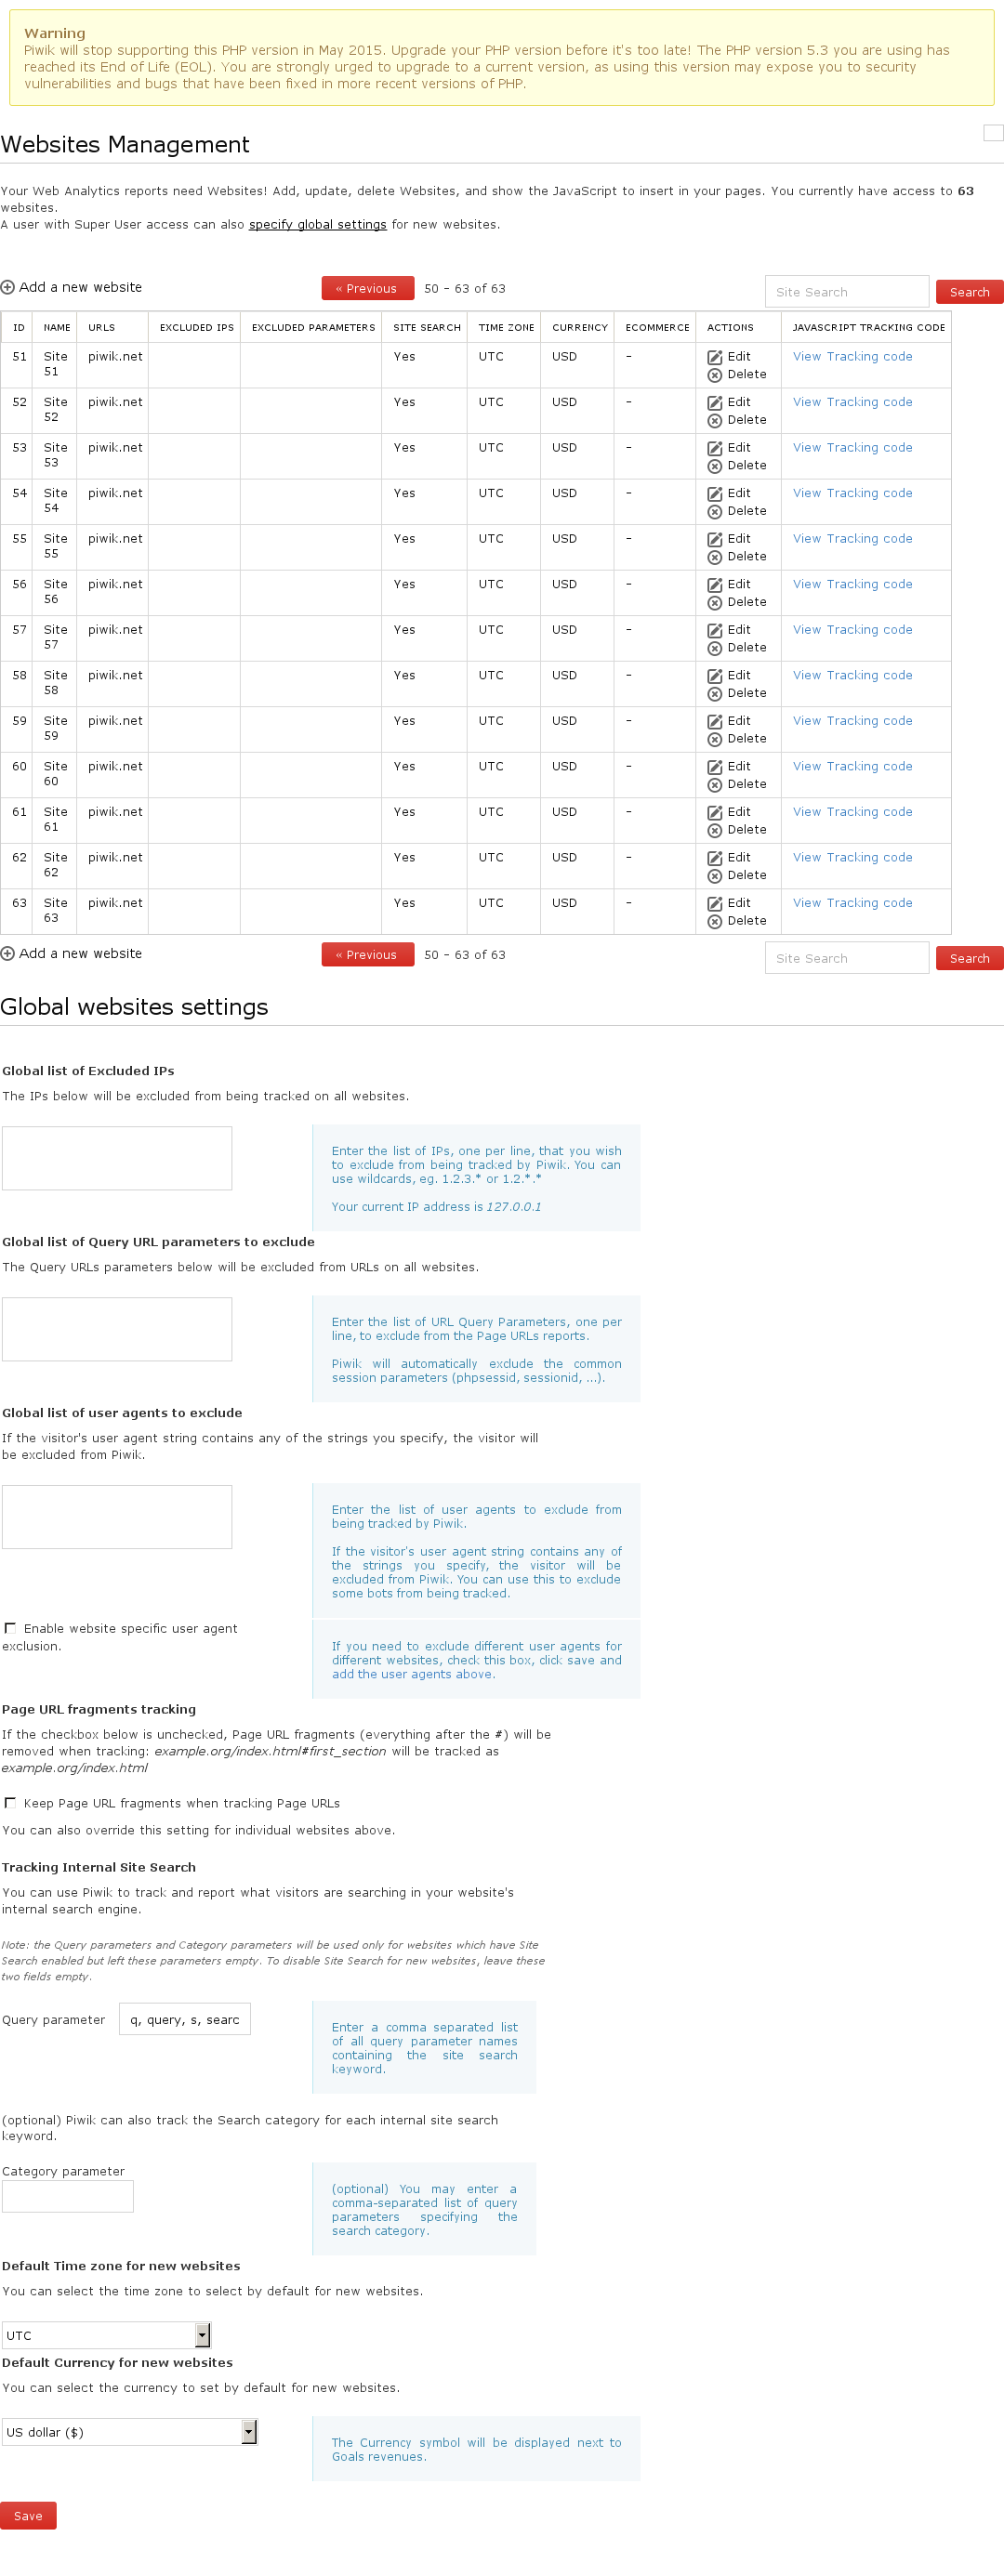 Warning
Piwik will stop supporting this PHP version in May 2015. Upgrade your PHP version before it's too late! The PHP version 5.3 you are using has
reached its End of Life (EOL). You are strongly urged to upgrade to a current version, as using this version may expose you to security
vulnerabilities and bugs that have been fixed in more recent versions of PHP.
Websites Management
Your Web Analytics reports need Websites! Add, update, delete Websites, and show the JavaScript to insert in your pages. You currently have access to 63
websites.
A user with Super User access can also specify global settings for new websites.
Add a new website « Previous 50 - 63 of 63 Site Search Search
ID NAME URLS EXCLUDED IPS EXCLUDED PARAMETERS SITE SEARCH TIME ZONE CURRENCY ECOMMERCE ACTIONS JAVASCRIPT TRACKING CODE
51 Site piwik.net Yes UTC USD - Edit View Tracking code
51 Delete
52 Site piwik.net Yes UTC USD - Edit View Tracking code
52 Delete
53 Site piwik.net Yes UTC USD - Edit View Tracking code
53 Delete
54 Site piwik.net Yes UTC USD - Edit View Tracking code
54 Delete
55 Site piwik.net Yes UTC USD - Edit View Tracking code
55 Delete
56 Site piwik.net Yes UTC USD - Edit View Tracking code
56 Delete
57 Site piwik.net Yes UTC USD - Edit View Tracking code
57 Delete
58 Site piwik.net Yes UTC USD - Edit View Tracking code
58 Delete
59 Site piwik.net Yes UTC USD - Edit View Tracking code
59 Delete
60 Site piwik.net Yes UTC USD - Edit View Tracking code
60 Delete
61 Site piwik.net Yes UTC USD - Edit View Tracking code
61 Delete
62 Site piwik.net Yes UTC USD - Edit View Tracking code
62 Delete
63 Site piwik.net Yes UTC USD - Edit View Tracking code
63 Delete
Add a new website « Previous 50 - 63 of 63 Site Search Search
Global websites settings
Global list of Excluded IPs
The IPs below will be excluded from being tracked on all websites.
Enter the list of IPs, one per line, that you wish
to exclude from being tracked by Piwik. You can
use wildcards, eg. 1.2.3.* or 1.2.*.*
Your current IP address is 127.0.0.1
Global list of Query URL parameters to exclude
The Query URLs parameters below will be excluded from URLs on all websites.
Enter the list of URL Query Parameters, one per
line, to exclude from the Page URLs reports.
Piwik will automatically exclude the common
session parameters (phpsessid, sessionid, ...).
Global list of user agents to exclude
If the visitor's user agent string contains any of the strings you specify, the visitor will
be excluded from Piwik.
Enter the list of user agents to exclude from
being tracked by Piwik.
If the visitor's user agent string contains any of
the strings you specify, the visitor will be
excluded from Piwik. You can use this to exclude
some bots from being tracked.
Enable website specific user agent
exclusion.
If you need to exclude different user agents for
different websites, check this box, click save and
add the user agents above.
Page URL fragments tracking
If the checkbox below is unchecked, Page URL fragments (everything after the #) will be
removed when tracking: example.org/index.html#first_section will be tracked as
example.org/index.html
Keep Page URL fragments when tracking Page URLs
You can also override this setting for individual websites above.
Tracking Internal Site Search
You can use Piwik to track and report what visitors are searching in your website's
internal search engine.
Note: the Query parameters and Category parameters will be used only for websites which have Site
Search enabled but left these parameters empty. To disable Site Search for new websites, leave these
two fields empty.
Query parameter q, query, s, searc
Enter a comma separated list
of all query parameter names
containing the site search
keyword.
(optional) Piwik can also track the Search category for each internal site search
keyword.
Category parameter
(optional) You may enter a
comma-separated list of query
parameters specifying the
search category.
Default Time zone for new websites
You can select the time zone to select by default for new websites.
UTC
Default Currency for new websites
You can select the currency to set by default for new websites.
US dollar ($)
The Currency symbol will be displayed next to
Goals revenues.
Save